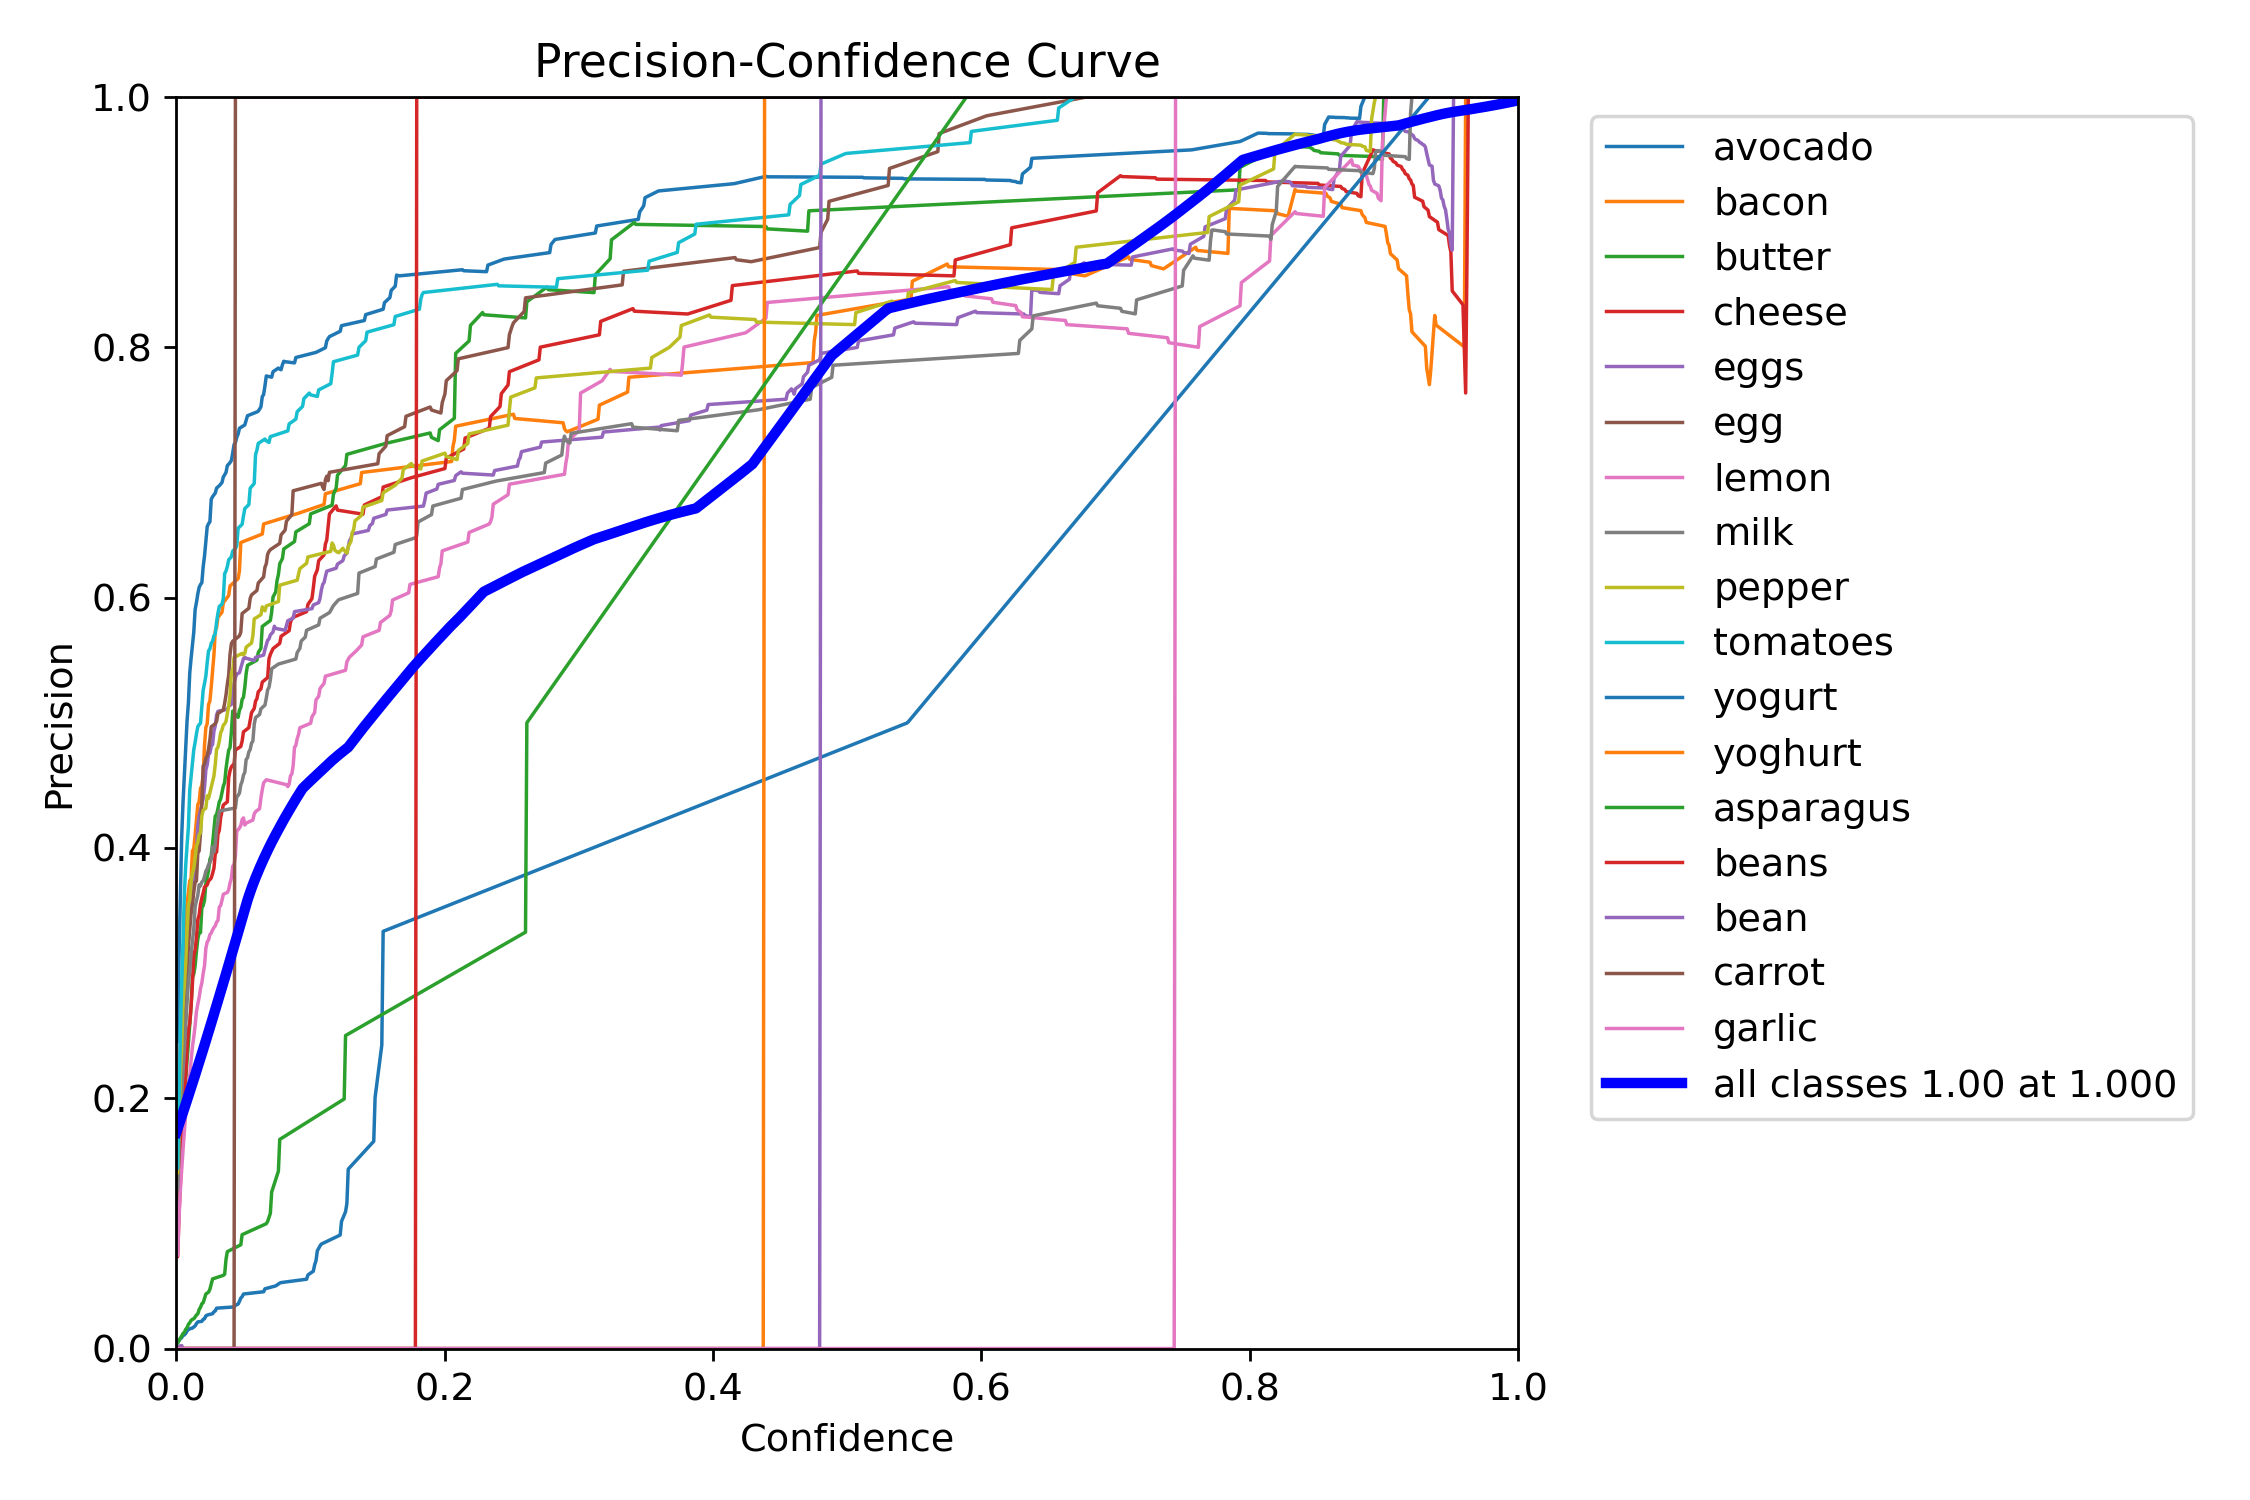 Precision-Confidence Curve
1.0
0.8
0.6
0.4
0.2
0.0
Precision
0.0 0.2 0.4 0.6 0.8 1.0
Confidence
avocado
bacon
butter
cheese
eggs
egg
lemon
milk
pepper
tomatoes
yogurt
yoghurt
asparagus
beans
bean
carrot
garlic
all classes 1.00 at 1.000